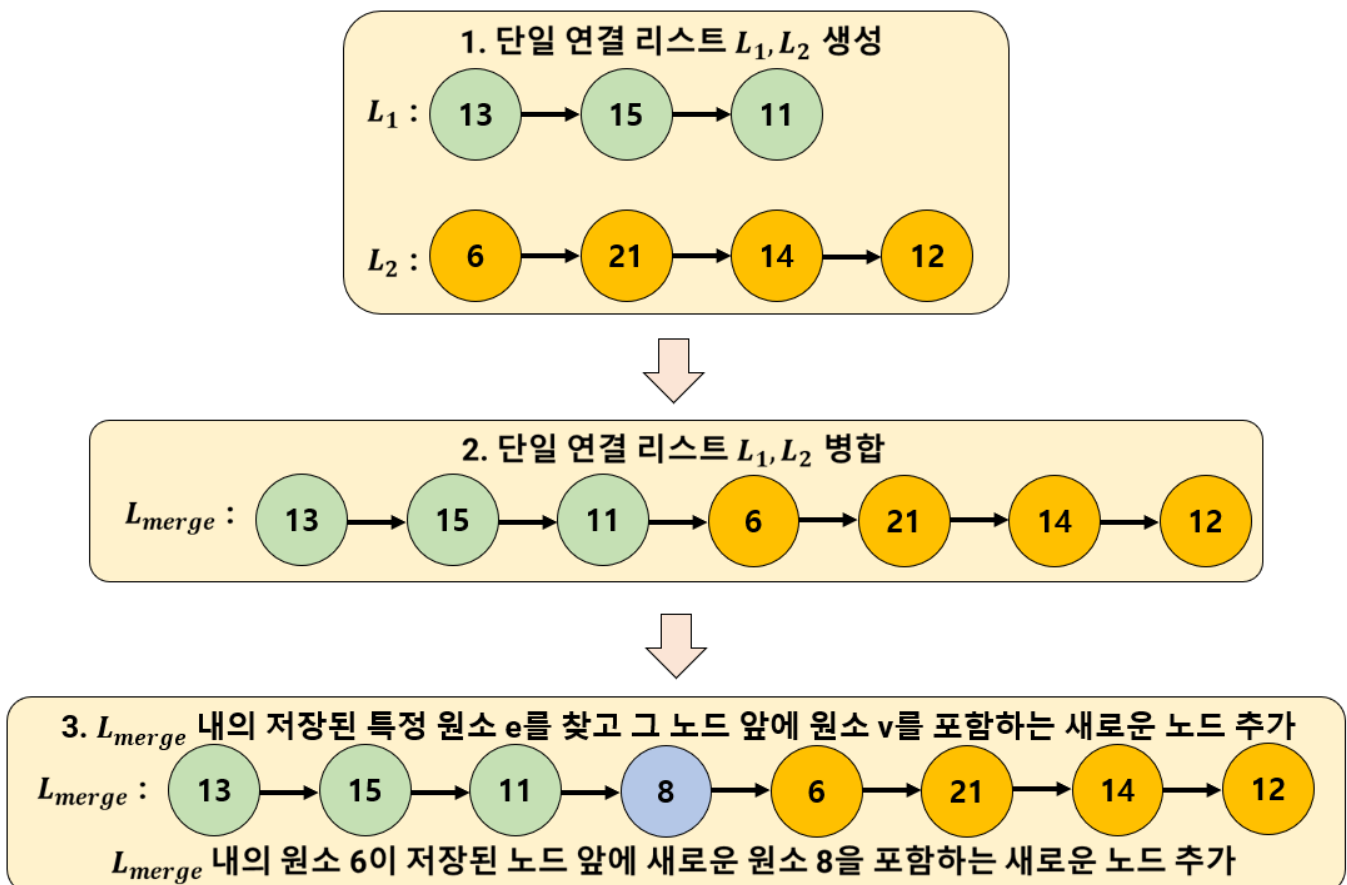 1. 단일 연결 리스트 L₁, L₂ 생성
L₁ : 13 15 11
L₂ : 6 21 14 12
2. 단일 연결 리스트 L₁, L₂ 병합
Lmerge : 13 15 11 6 21 14 12
3. Lmerge 내의 저장된 특정 원소 e를 찾고 그 노드 앞에 원소 v를 포함하는 새로운 노드 추가
Lmerge : 13 15 11 8 6 21 14 12
Lmerge 내의 원소 6이 저장된 노드 앞에 새로운 원소 8을 포함하는 새로운 노드 추가